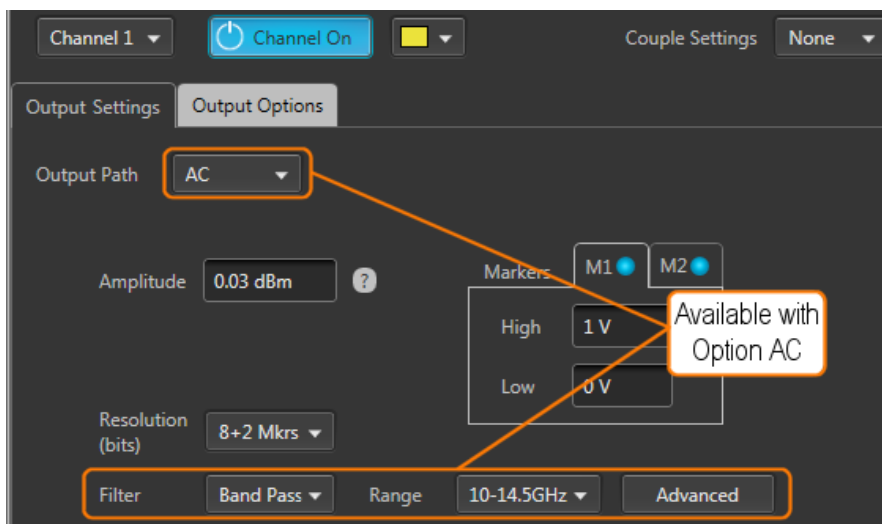 Channel 1 Channel On Couple Settings None
Output Settings Output Options
Output Path AC
Amplitude 0.03 dBm ? Markers M1 M2
High 1 V
Available with
Option AC
Low 0 V
Resolution
(bits) 8+2 Mkrs
Filter Band Pass Range 10-14.5GHz Advanced